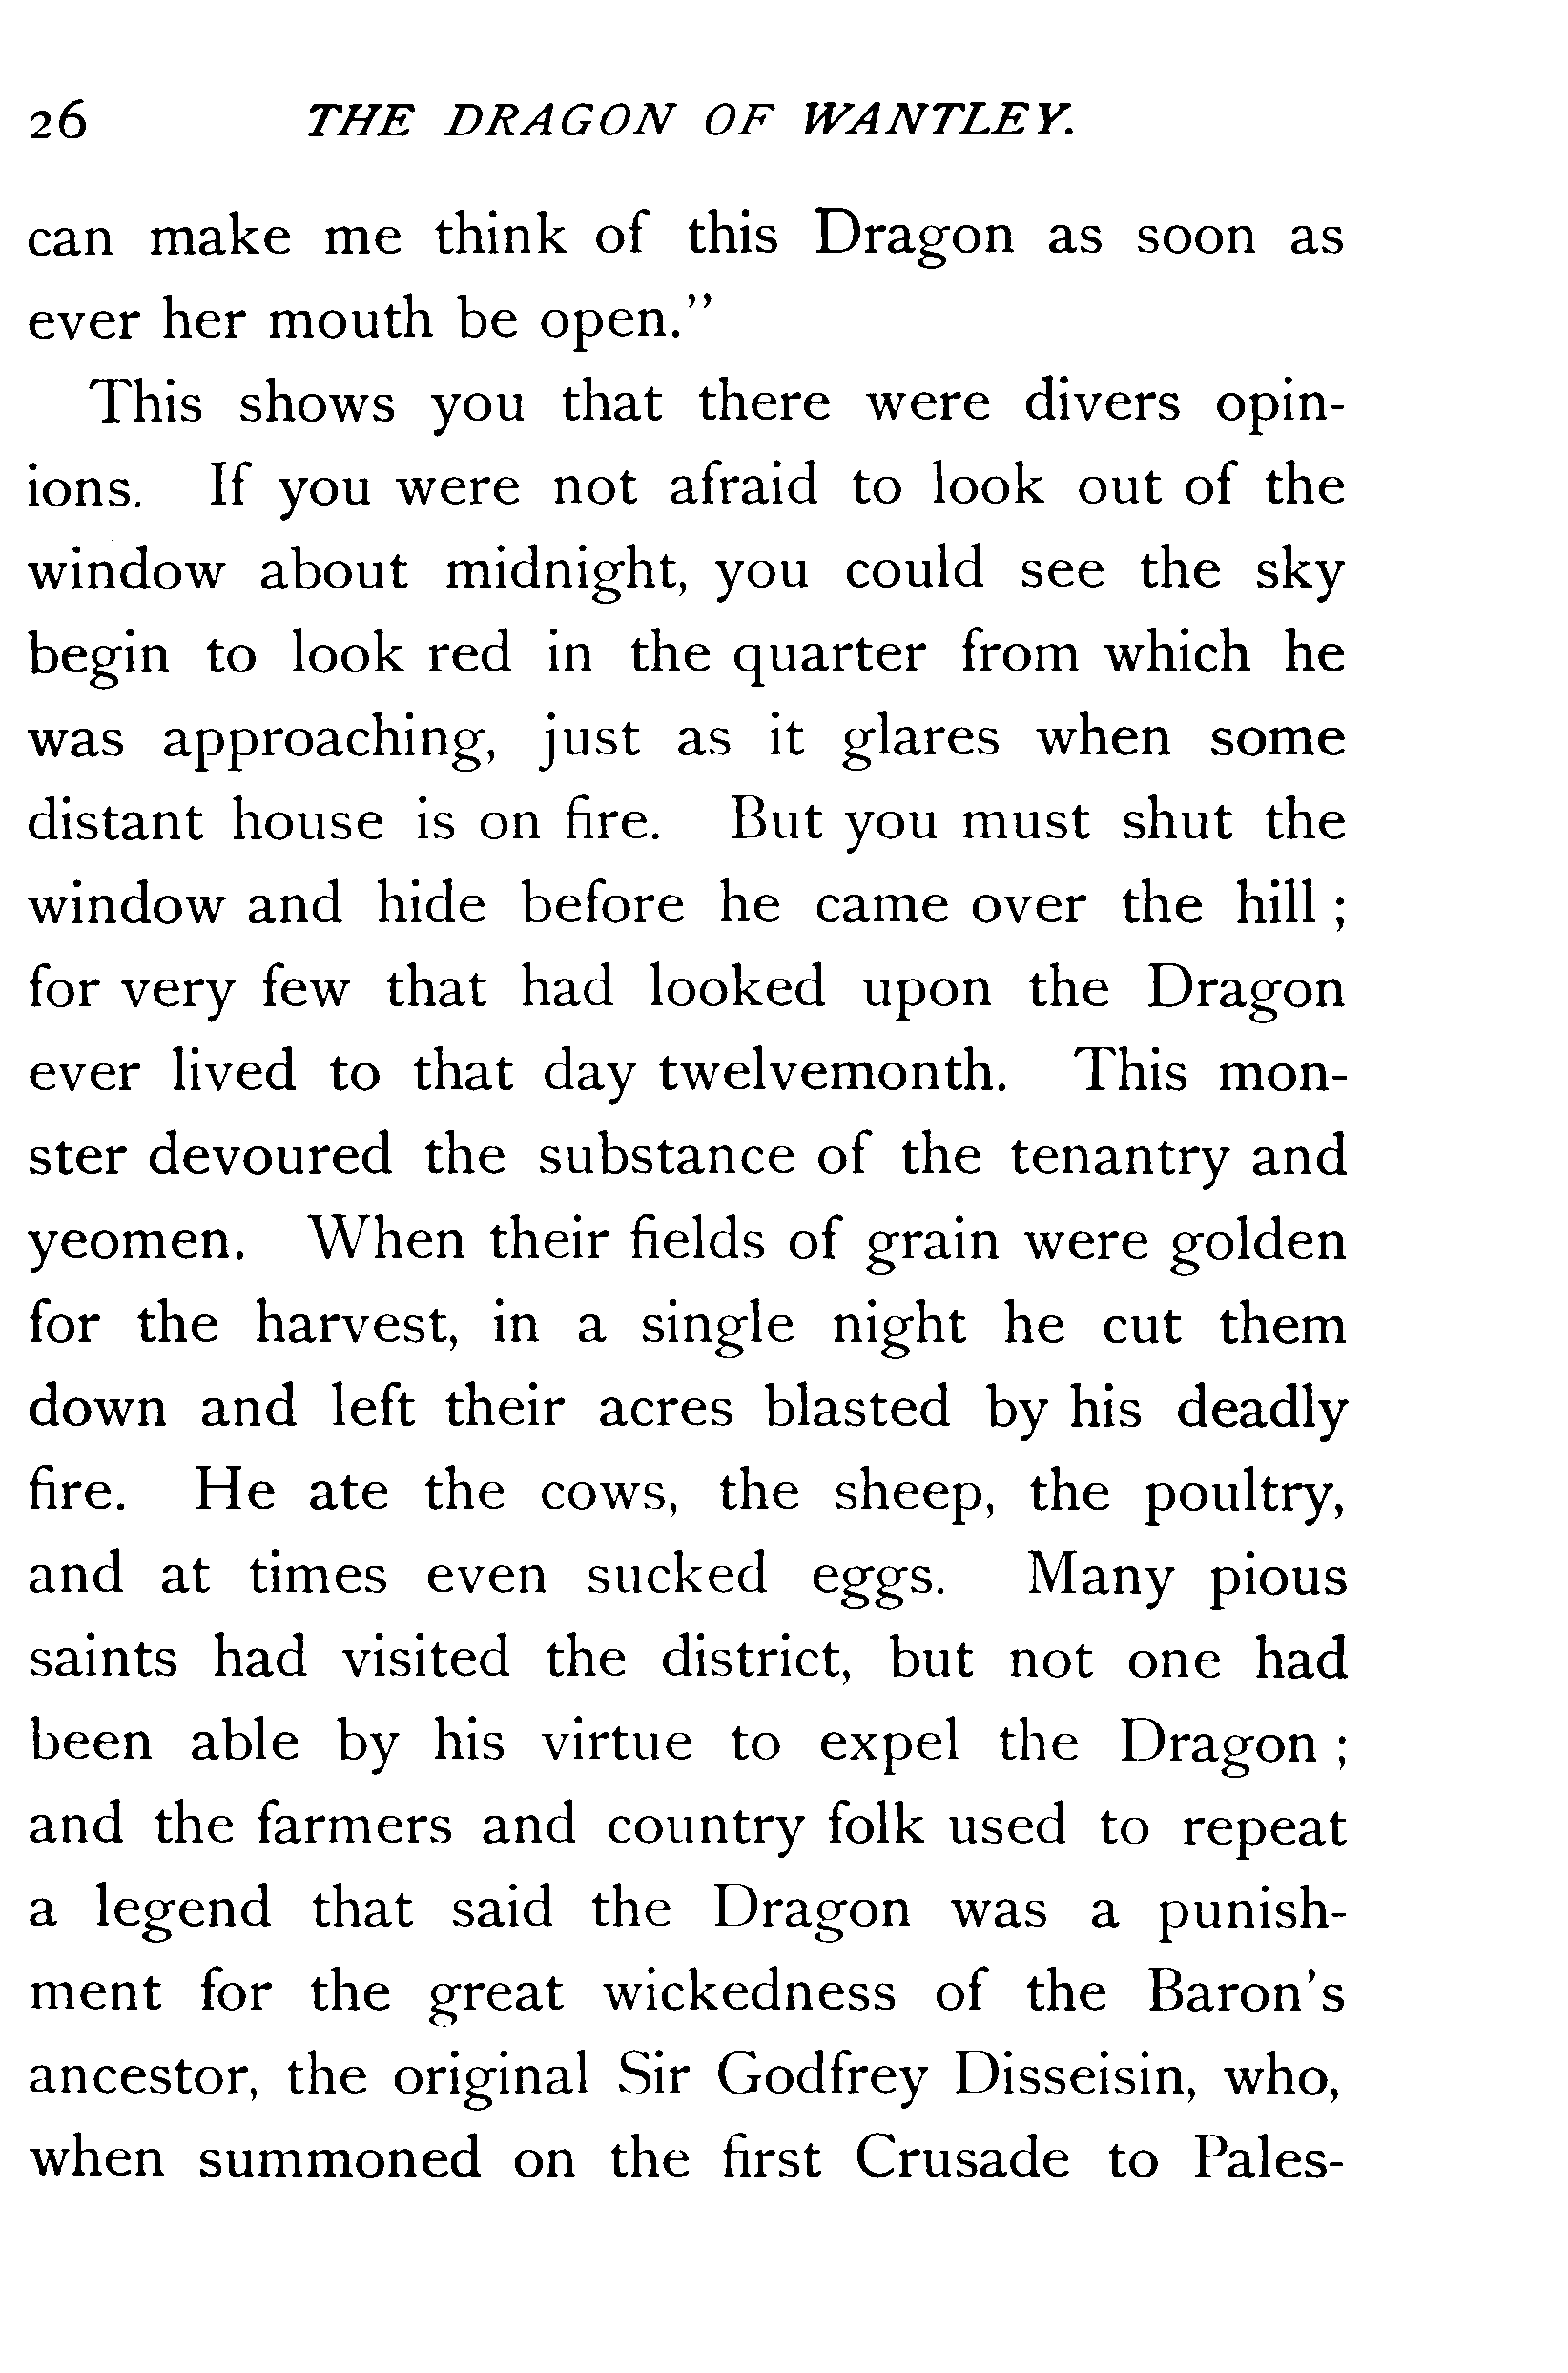 26 THE DRAGON OF WANTLEY.
can make me think of this Dragon as soon as
ever her mouth be open.”
This shows you that there were divers opin-
ions. If you were not afraid to look out of the
window about midnight, you could see the sky
begin to look red in the quarter from which he
was approaching, just as it glares when some
distant house is on fire. But you must shut the
window and hide before he came over the hill ;
for very few that had looked upon the Dragon
ever lived to that day twelvemonth. This mon-
ster devoured the substance of the tenantry and
yeomen. When their fields of grain were golden
for the harvest, in a single night he cut them
down and left their acres blasted by his deadly
fire. He ate the cows, the sheep, the poultry,
and at times even sucked eggs. Many pious
saints had visited the district, but not one had
been able by his virtue to expel the Dragon ;
and the farmers and country folk used to repeat
a legend that said the Dragon was a punish-
ment for the great wickedness of the Baron’s
ancestor, the original Sir Godfrey Disseisin, who,
when summoned on the first Crusade to Pales-